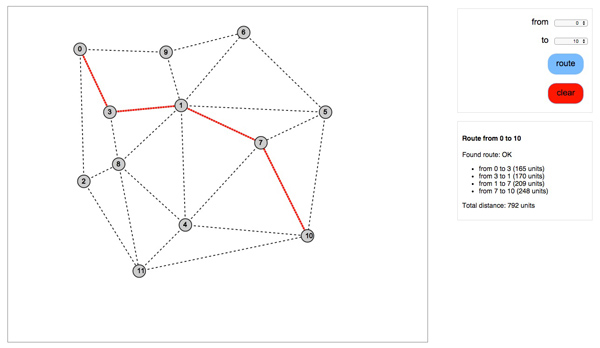 6
0
9
3
1
5
7
8
2
4
10
11
from 0
to 10
route
clear
Route from 0 to 10
Found route: OK
from 0 to 3 (165 units)
from 3 to 1 (170 units)
from 1 to 7 (209 units)
from 7 to 10 (248 units)
Total distance: 792 units